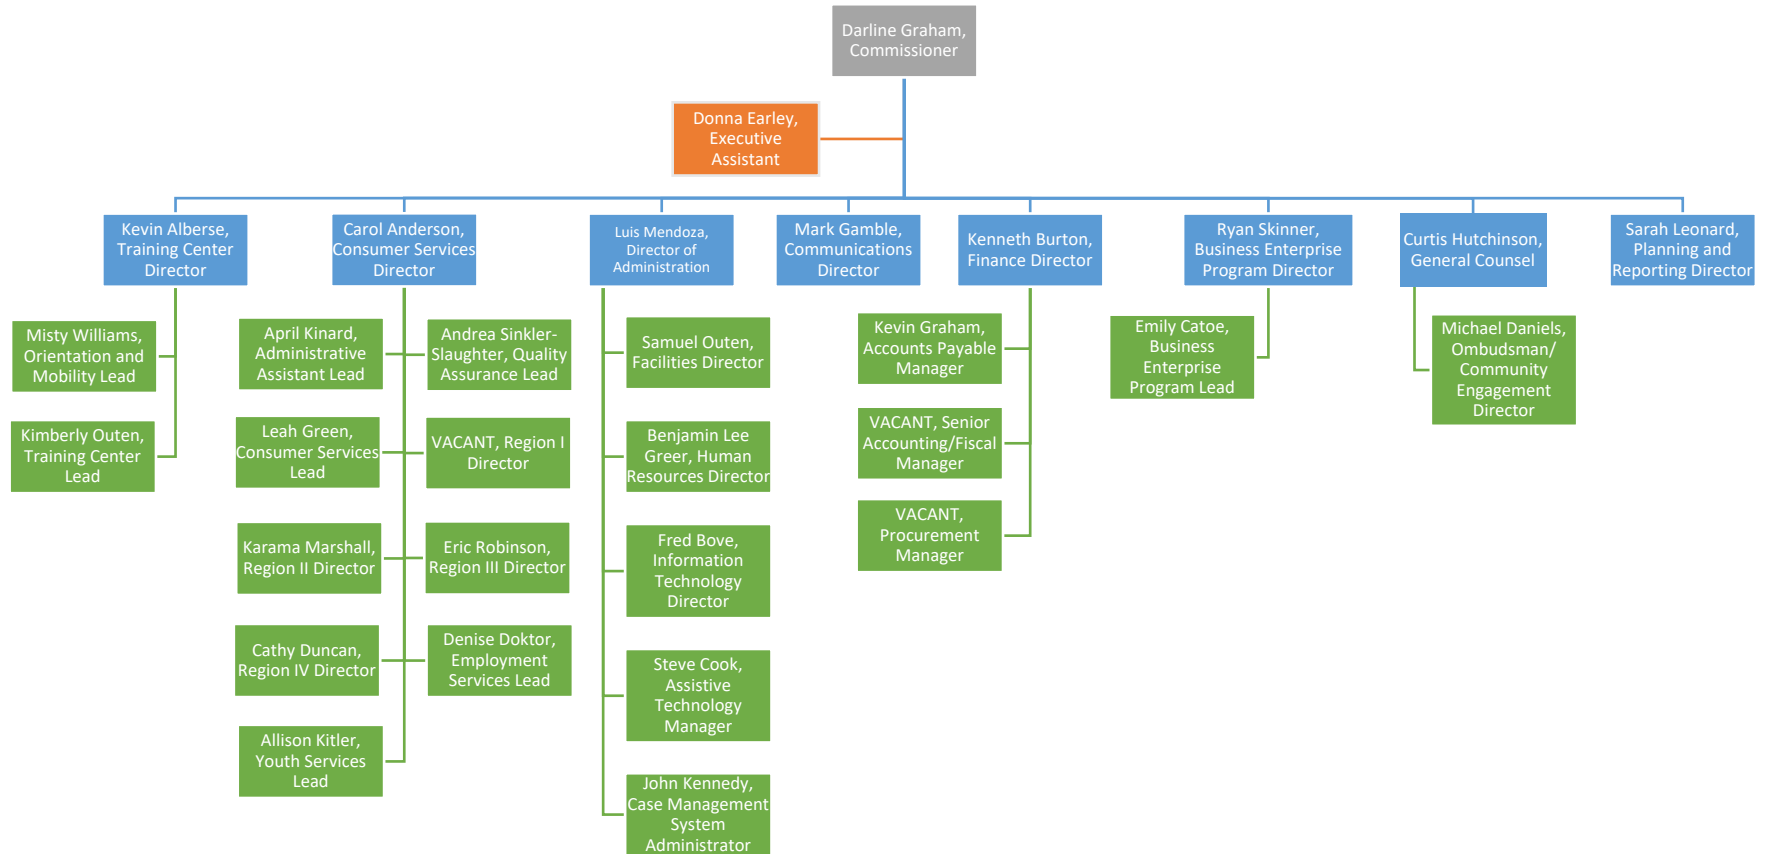 Darline Graham,
Commissioner
Donna Earley,
Executive
Assistant
Kevin Alberse,
Training Center
Director
Carol Anderson,
Consumer Services
Director
Luis Mendoza,
Director of
Administration
Mark Gamble,
Communications
Director
Kenneth Burton,
Finance Director
Ryan Skinner,
Business Enterprise
Program Director
Curtis Hutchinson,
General Counsel
Sarah Leonard,
Planning and
Reporting Director
Misty Williams,
Orientation and
Mobility Lead
Kimberly Outen,
Training Center
Lead
April Kinard,
Administrative
Assistant Lead
Andrea Sinkler-
Slaughter, Quality
Assurance Lead
Leah Green,
Consumer Services
Lead
VACANT, Region I
Director
Karama Marshall,
Region II Director
Eric Robinson,
Region III Director
Cathy Duncan,
Region IV Director
Denise Doktor,
Employment
Services Lead
Allison Kitler,
Youth Services
Lead
Samuel Outen,
Facilities Director
Benjamin Lee
Greer, Human
Resources Director
Fred Bove,
Information
Technology
Director
Steve Cook,
Assistive
Technology
Manager
John Kennedy,
Case Management
System
Administrator
Kevin Graham,
Accounts Payable
Manager
VACANT, Senior
Accounting/Fiscal
Manager
VACANT,
Procurement
Manager
Emily Catoe,
Business
Enterprise
Program Lead
Michael Daniels,
Ombudsman/
Community
Engagement
Director